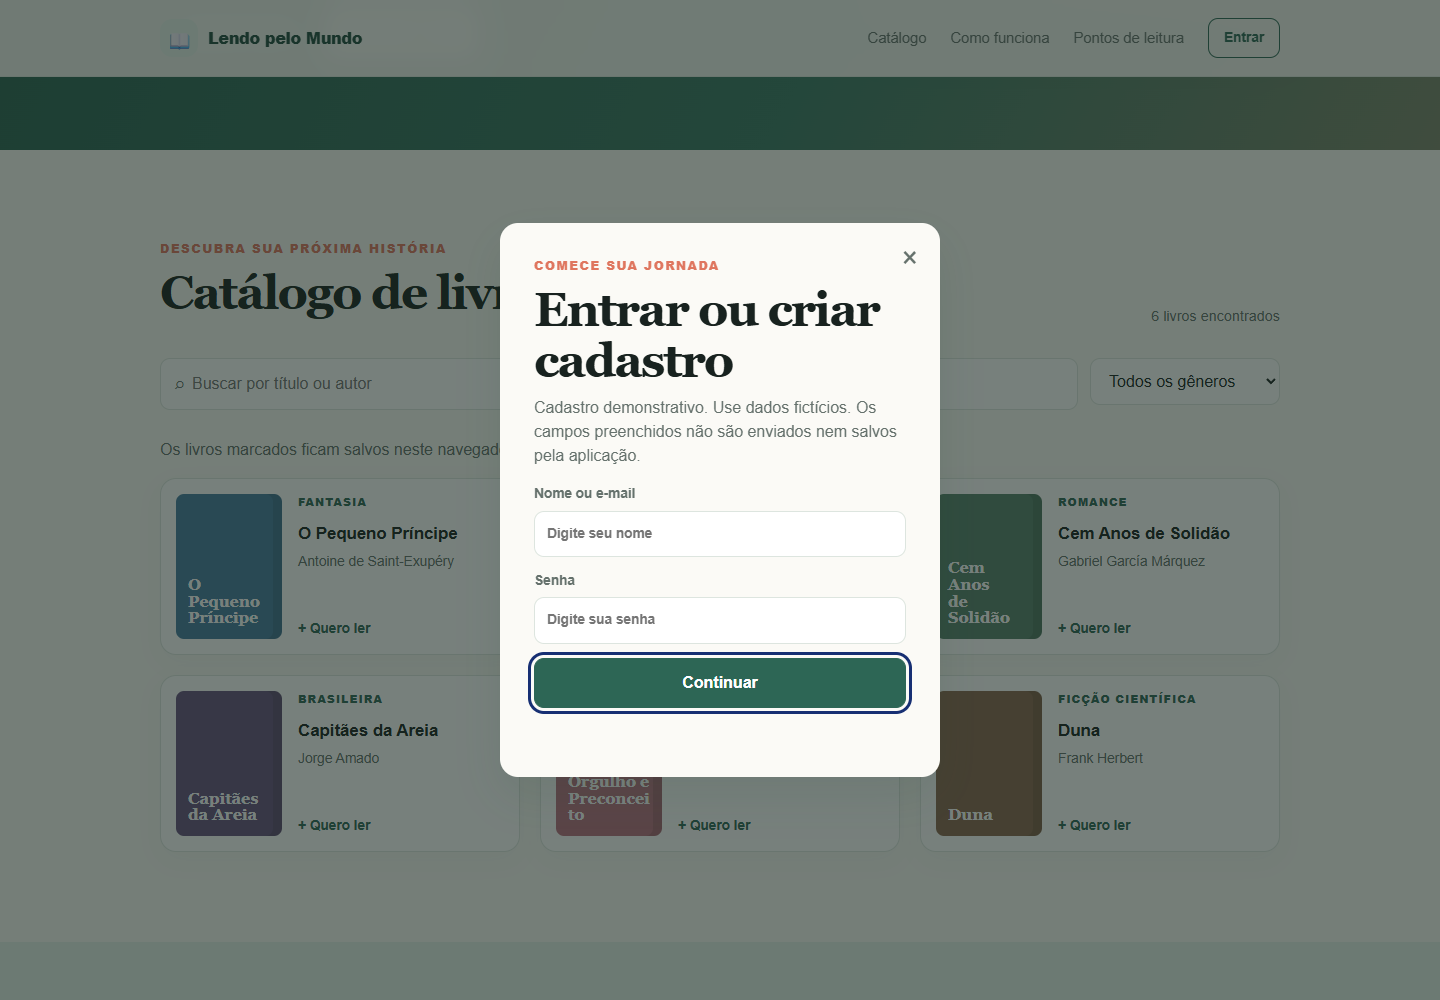 Lendo pelo Mundo
Catálogo
Como funciona
Pontos de leitura
Entrar
DESCUBRA SUA PRÓXIMA HISTÓRIA
Catálogo de
6 livros encontrados
Buscar por título ou autor
Todos os gêneros
Os livros marcados ficam salvos neste
COMECE SUA JORNADA
Entrar ou criar
cadastro
Cadastro demonstrativo. Use dados fictícios. Os
campos preenchidos não são enviados nem salvos
pela aplicação.
Nome ou e-mail
Digite seu nome
Senha
Digite sua senha
Continuar
×
O
Pequeno
Príncipe
FANTASIA
O Pequeno Príncipe
Antoine de Saint-Exupéry
+ Quero ler
Cem
Anos
de
Solidão
ROMANCE
Cem Anos de Solidão
Gabriel García Márquez
+ Quero ler
Capitães
da Areia
BRASILEIRA
Capitães da Areia
Jorge Amado
+ Quero ler
Orgulho e
Preconcei
to
+ Quero ler
Duna
FICÇÃO CIENTÍFICA
Duna
Frank Herbert
+ Quero ler